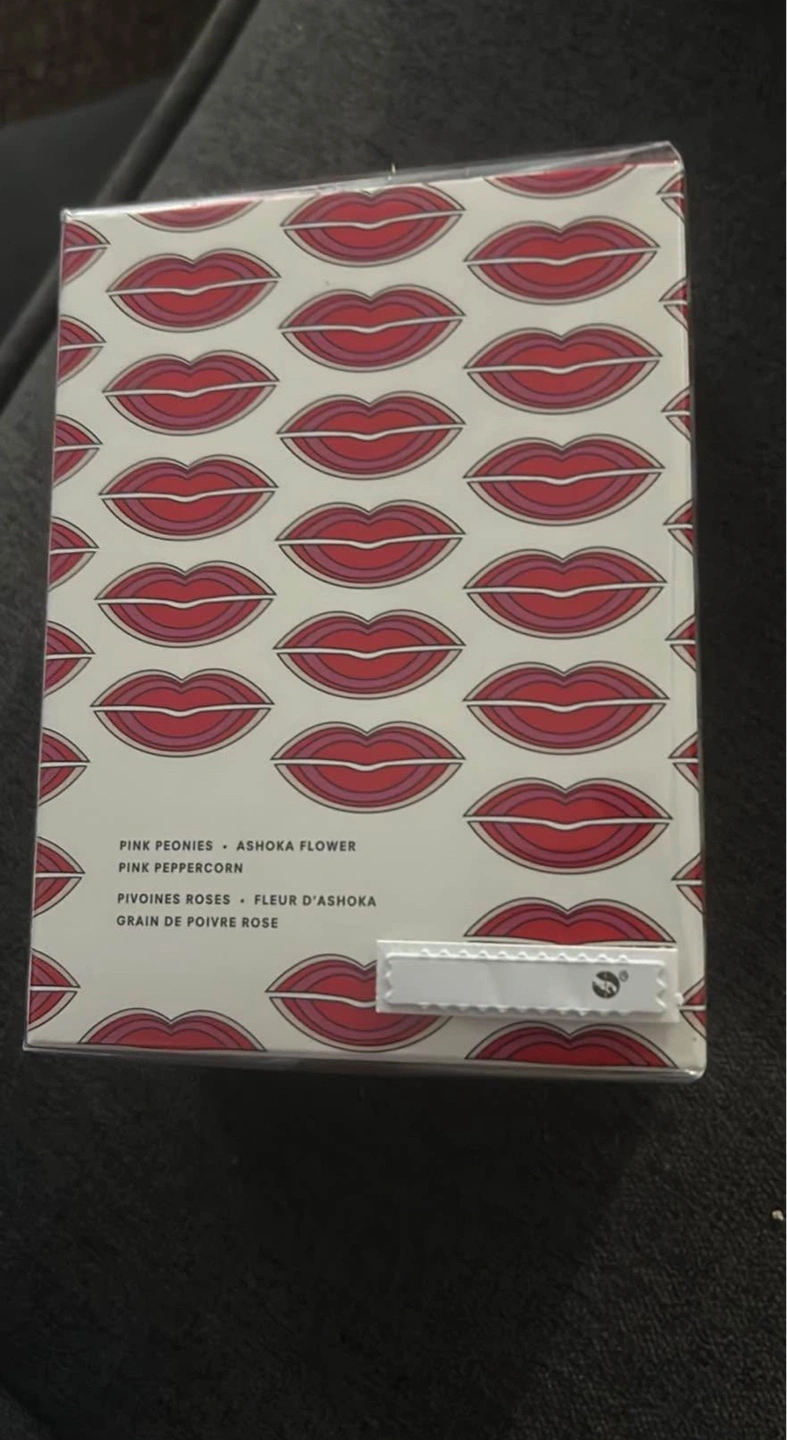 PINK PEONIES • ASHOKA FLOWER
PINK PEPPERCORN
PIVOINES ROSES • FLEUR D'ASHOKA
GRAIN DE POIVRE ROSE